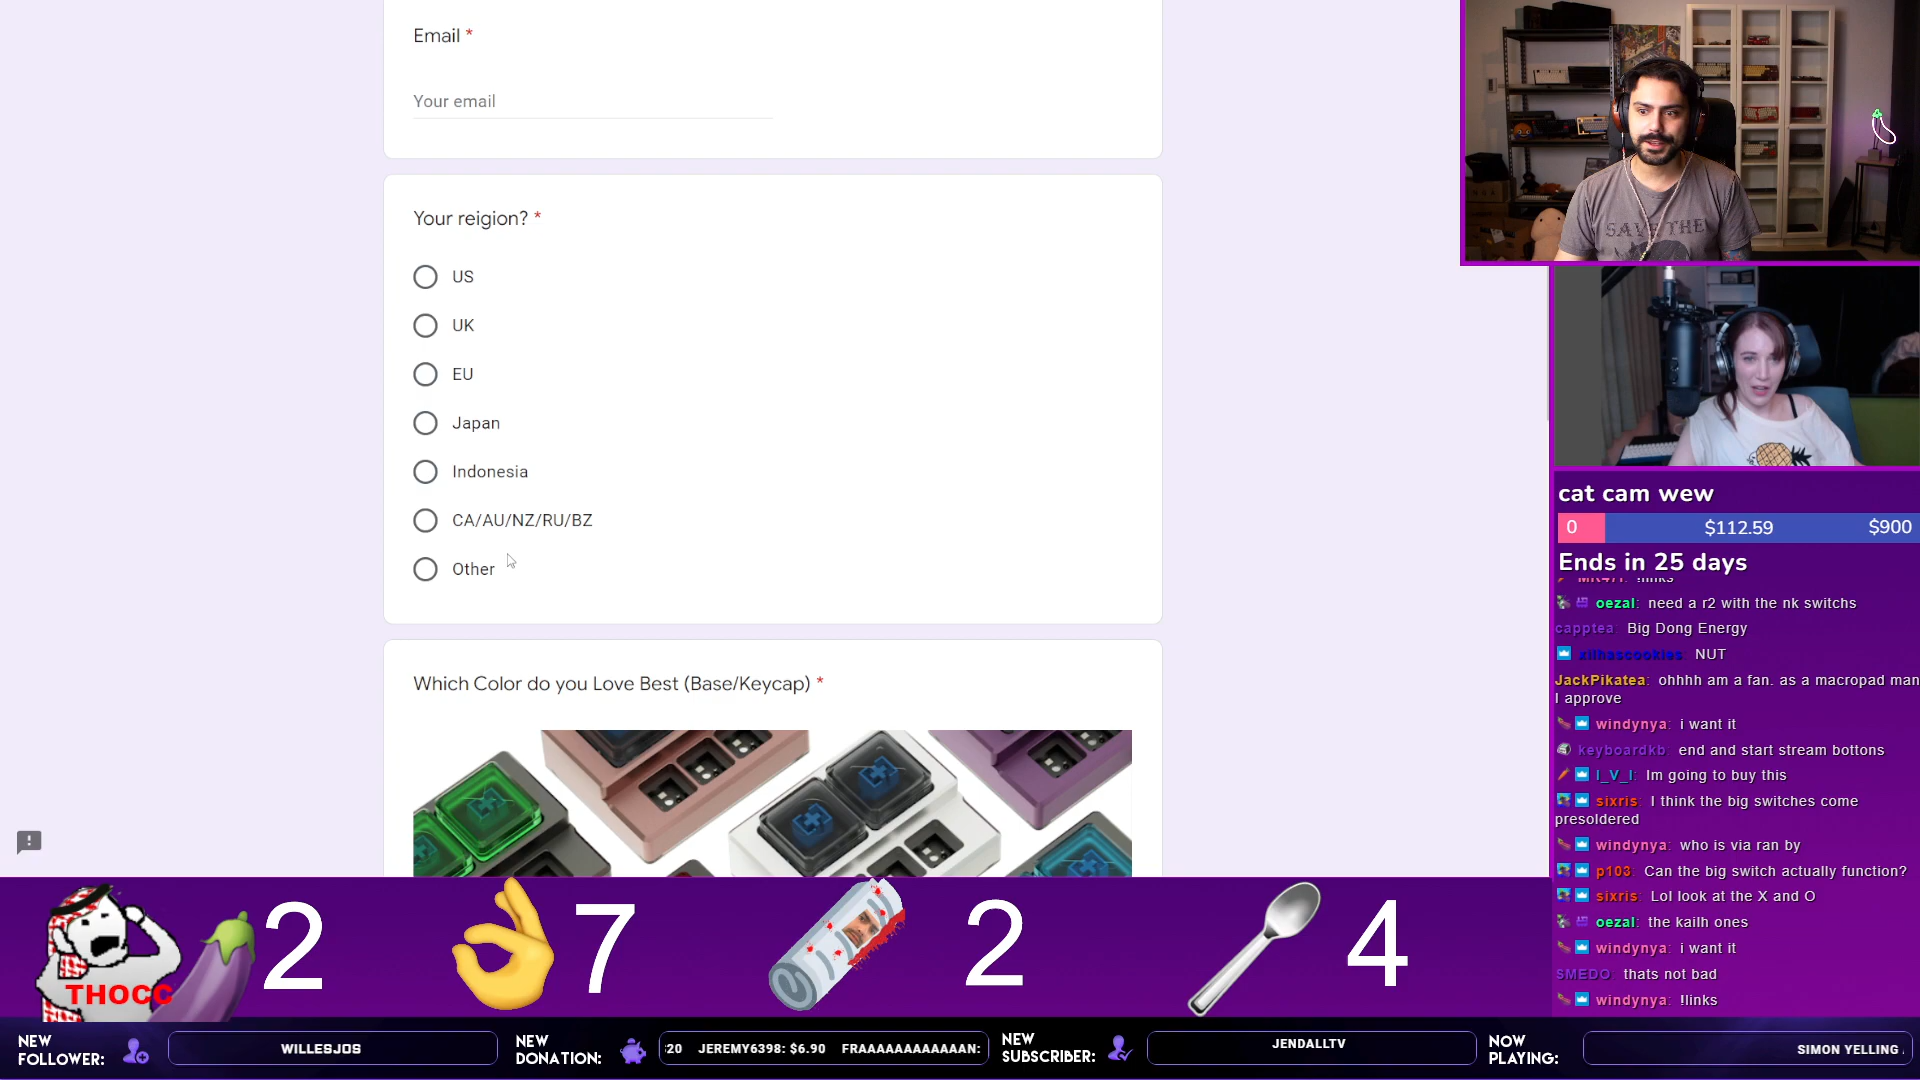 Email *
Your email
Your reigion? *
US
UK
EU
Japan
Indonesia
CA/AU/NZ/RU/BZ
Other
Which Color do you Love Best (Base/Keycap) *
SAVE THE
cat cam wew
0 $112.59 $900
Ends in 25 days
oezal: need a r2 with the nk switchs
capptea: Big Dong Energy
xilhascookies: NUT
JackPikatea: ohhhh am a fan. as a macropad man
I approve
windynya: i want it
keyboardkb: end and start stream bottons
I_V_I: Im going to buy this
sixris: I think the big switches come
presoldered
windynya: who is via ran by
p103: Can the big switch actually function?
sixris: Lol look at the X and O
oezal: the kailh ones
windynya: i want it
SMEDO: thats not bad
windynya: !links
THOCC
2
7
2
4
NEW
FOLLOWER:
WILLESJOS
NEW
DONATION:
:20 JEREMY6398: $6.90 FRAAAAAAAAAAAN:
NEW
SUBSCRIBER:
JENDALLTV
NOW
PLAYING:
SIMON YELLING